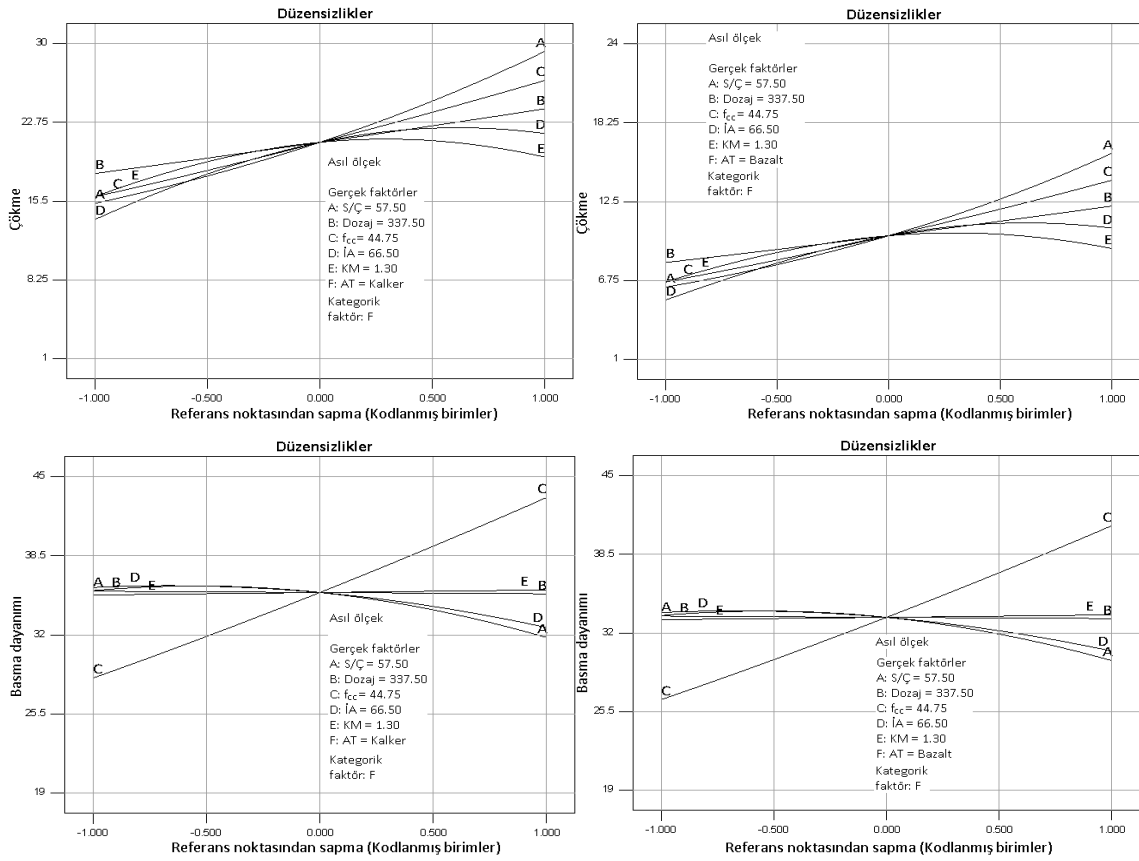 Düzensizlikler
30
22.75
15.5
8.25
1
Çökme
A
C
B
D
E
B
E
C
A
D
Asıl ölçek
Gerçek faktörler
A: S/Ç = 57.50
B: Dozaj = 337.50
C: fcc= 44.75
D: İA = 66.50
E: KM = 1.30
F: AT = Kalker
Kategorik
faktör: F
-1.000
-0.500
0.000
0.500
1.000
Referans noktasından sapma (Kodlanmış birimler)
Düzensizlikler
24
18.25
12.5
6.75
1
Çökme
Asıl ölçek
Gerçek faktörler
A: S/Ç = 57.50
B: Dozaj = 337.50
C: fcc= 44.75
D: İA = 66.50
E: KM = 1.30
F: AT = Bazalt
Kategorik
faktör: F
A
C
B
D
E
B
E
C
A
D
-1.000
-0.500
0.000
0.500
1.000
Referans noktasından sapma (Kodlanmış birimler)
Düzensizlikler
45
38.5
32
25.5
19
Basma dayanımı
C
A B D E
E B
D
A
C
Asıl ölçek
Gerçek faktörler
A: S/Ç = 57.50
B: Dozaj = 337.50
C: fcc= 44.75
D: İA = 66.50
E: KM = 1.30
F: AT = Kalker
Kategorik
faktör: F
-1.000
-0.500
0.000
0.500
1.000
Referans noktasından sapma (Kodlanmış birimler)
Düzensizlikler
45
38.5
32
25.5
19
Basma dayanımı
C
A B D E
E B
D
A
C
Asıl ölçek
Gerçek faktörler
A: S/Ç = 57.50
B: Dozaj = 337.50
C: fcc= 44.75
D: İA = 66.50
E: KM = 1.30
F: AT = Bazalt
Kategorik
faktör: F
-1.000
-0.500
0.000
0.500
1.000
Referans noktasından sapma (Kodlanmış birimler)